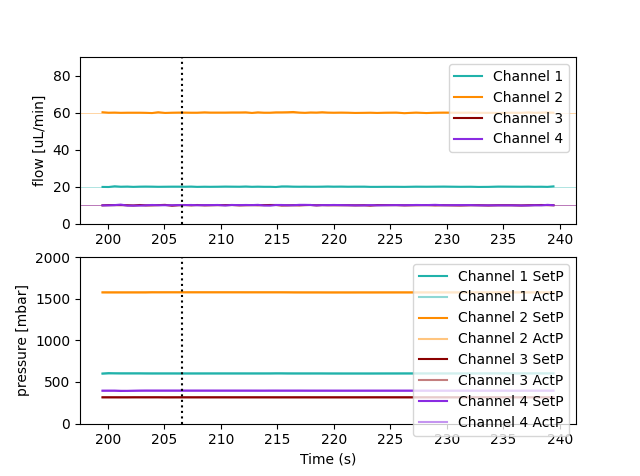 80
60
40
20
0
flow [uL/min]
Channel 1
Channel 2
Channel 3
Channel 4
200 205 210 215 220 225 230 235 240
2000
1500
1000
500
0
pressure [mbar]
Channel 1 SetP
Channel 1 ActP
Channel 2 SetP
Channel 2 ActP
Channel 3 SetP
Channel 3 ActP
Channel 4 SetP
Channel 4 ActP
200 205 210 215 220 225 230 235 240
Time (s)